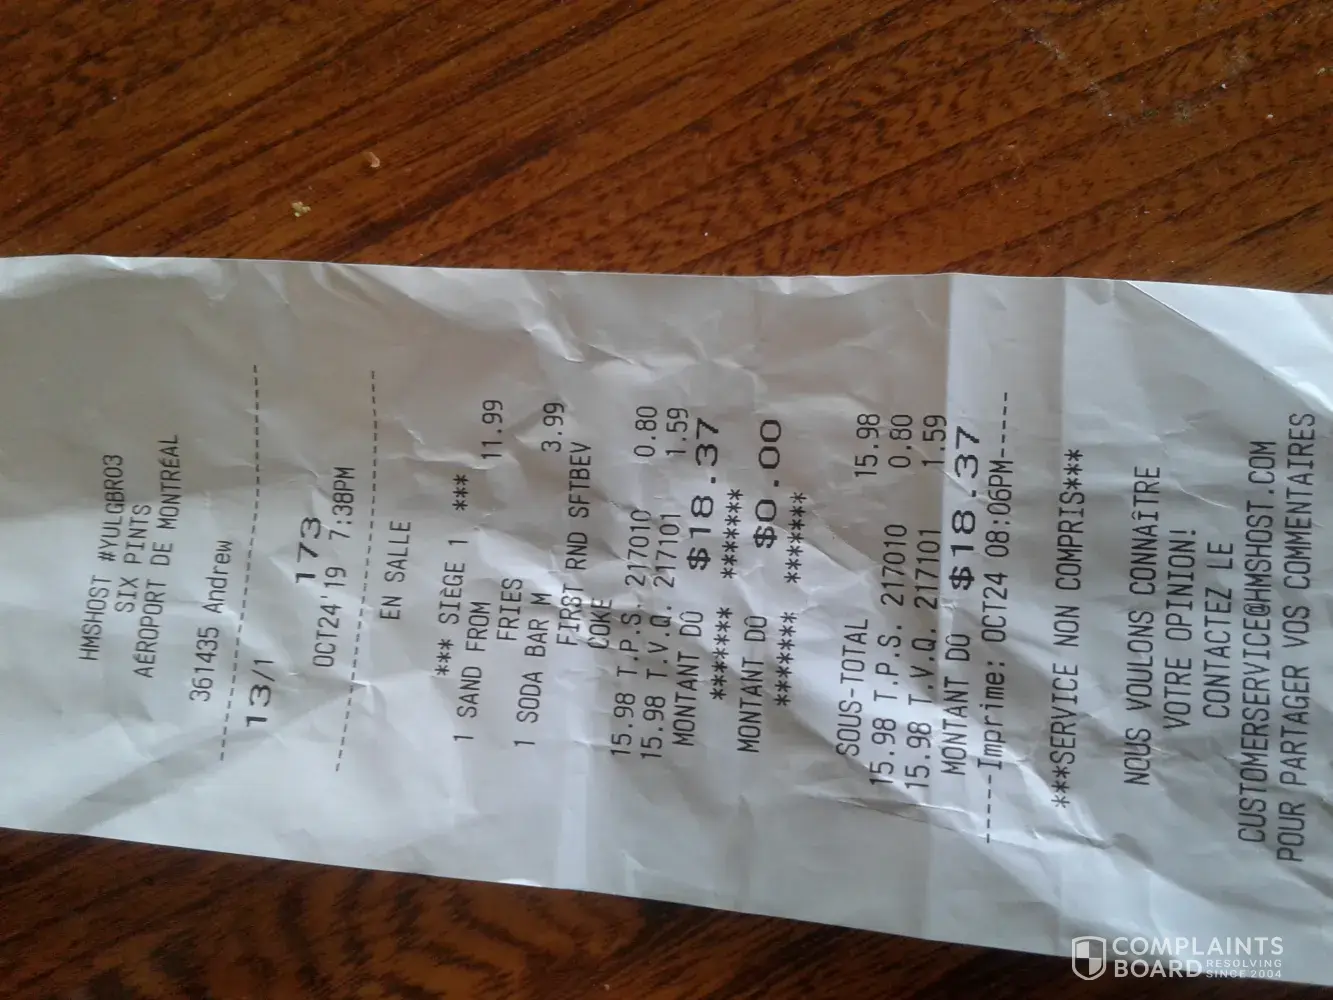 HMSHOST #YULGBR03
SIX PINTS
AÉROPORT DE MONTRÉAL
361435 Andrew
--------------------------------
13/1
173
OCT24'19 7:38PM
--------------------------------
EN SALLE
*** SIÈGE 1 ***
1 SAND FROM 11.99
FRIES
1 SODA BAR M 3.99
FIRST RND SFTBEV
COKE
15.98 T.P.S. 217010 0.80
15.98 T.V.Q. 217101 1.59
MONTANT DÛ $18.37
******* ******* *******
MONTANT DÛ $0.00
******** ******** ********
SOUS-TOTAL 15.98
15.98 T.P.S. 217010 0.80
15.98 T.V.Q. 217101 1.59
MONTANT DÛ $18.37
-----Imprime: OCT24 08:06PM-----
***SERVICE NON COMPRIS***
NOUS VOULONS CONNAÎTRE
VOTRE OPINION!
CONTACTEZ LE
CUSTOMERSERVICE@HMSHOST.COM
POUR PARTAGER VOS COMMENTAIRES
COMPLAINTS
BOARD RESOLVING
SINCE 2004